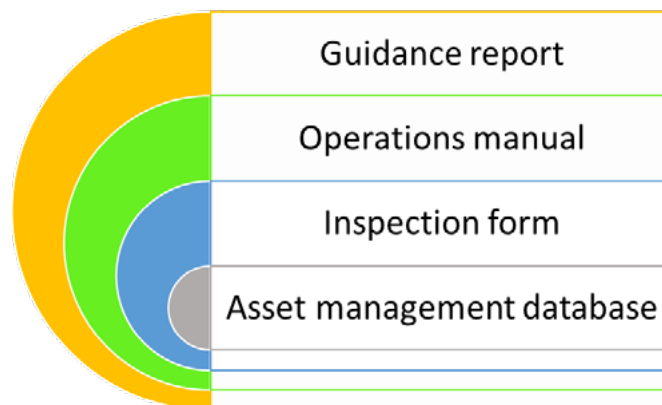 Guidance report
Operations manual
Inspection form
Asset management database